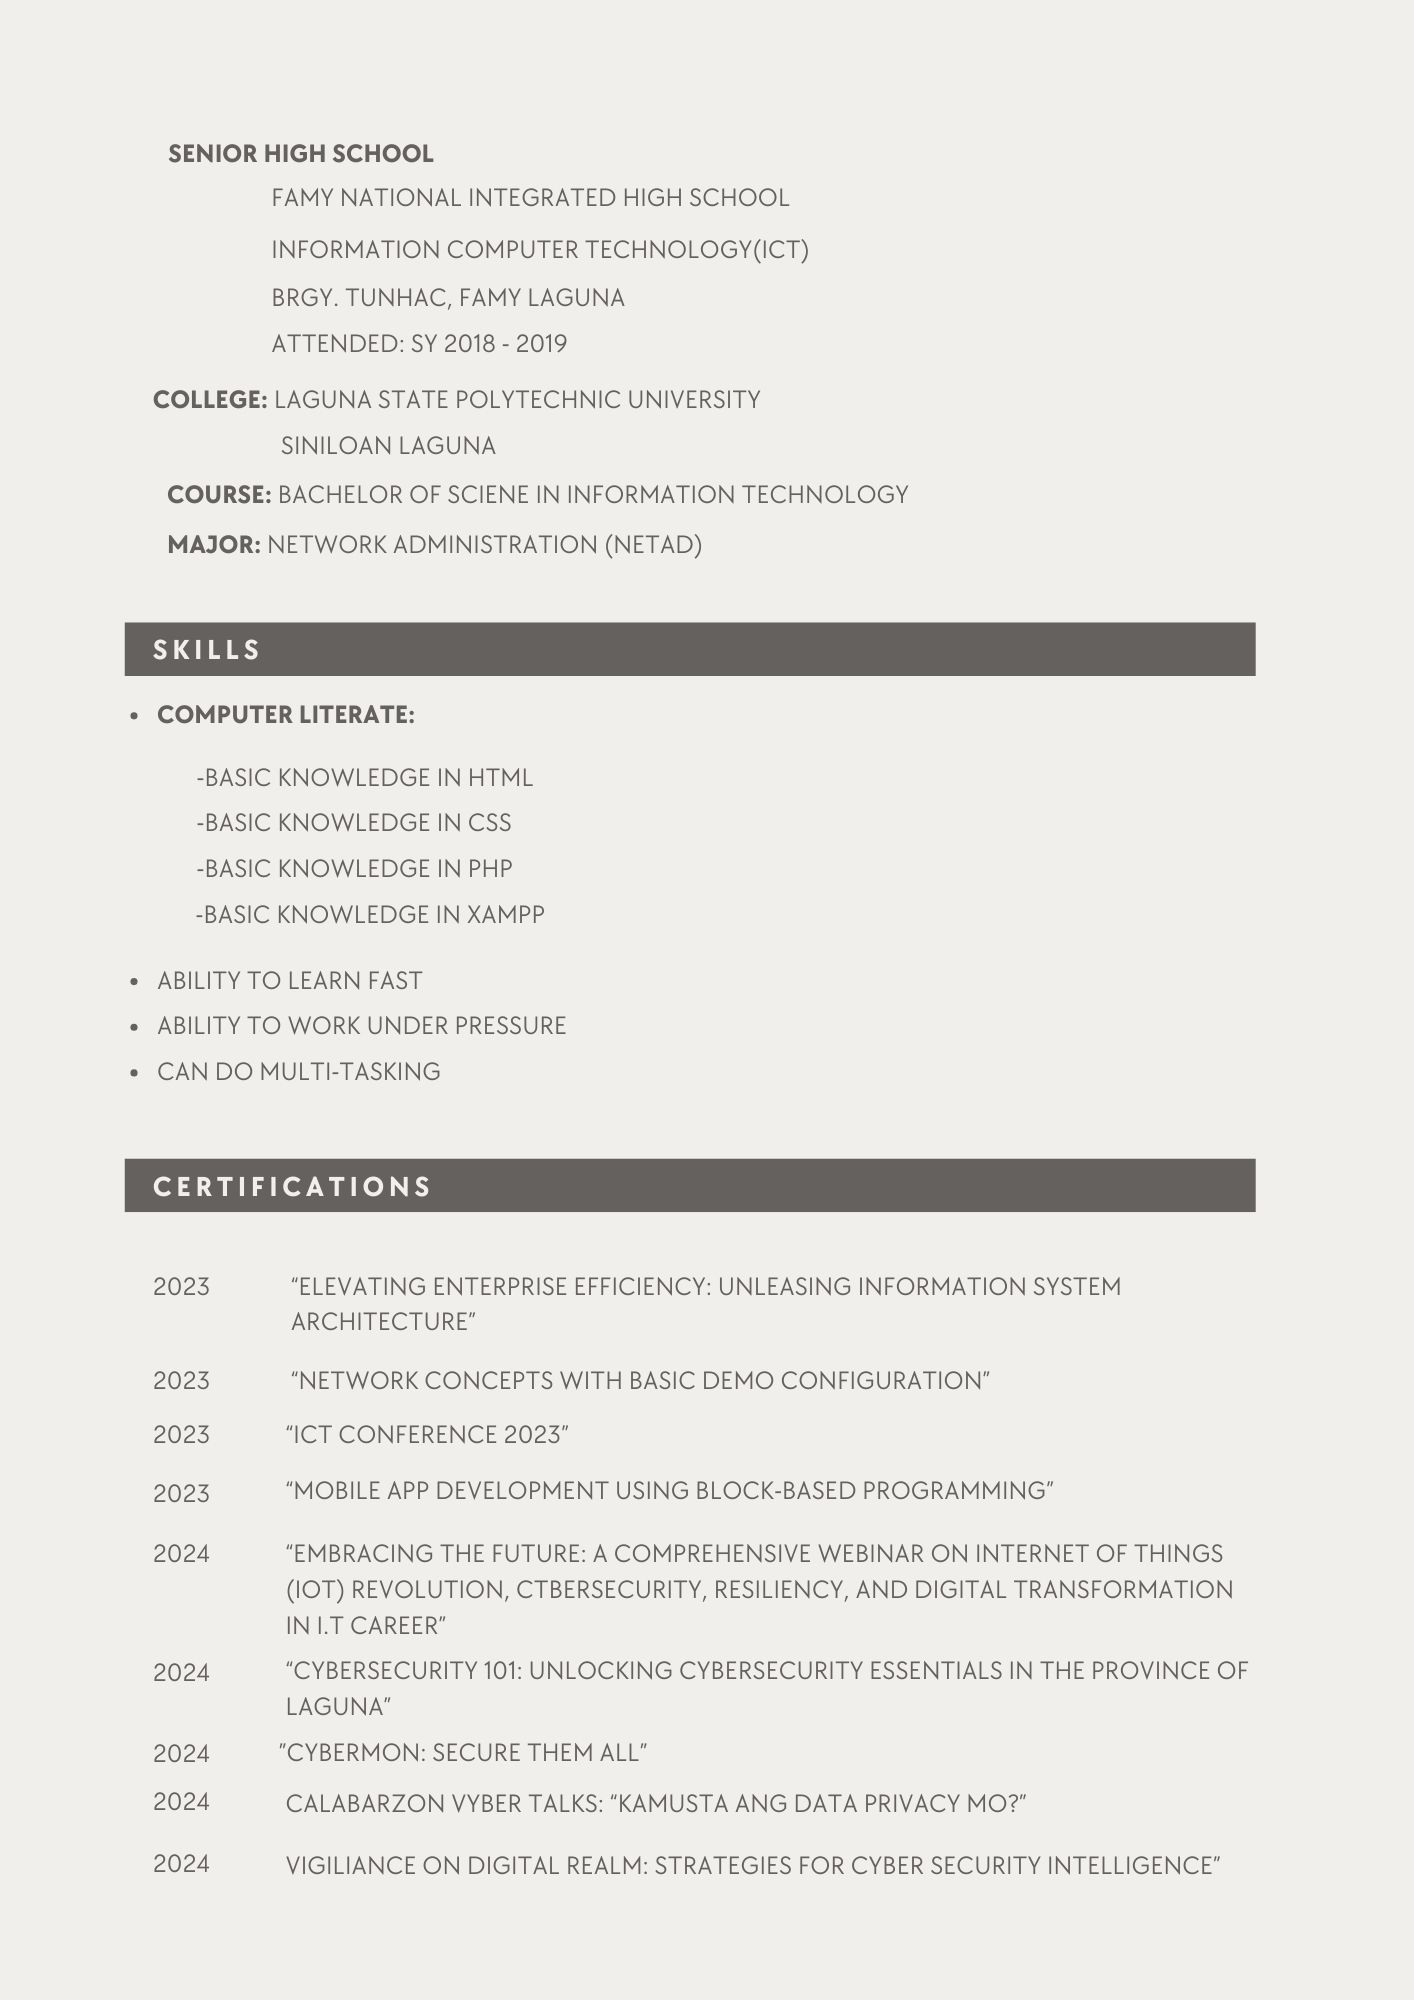 SENIOR HIGH SCHOOL
FAMY NATIONAL INTEGRATED HIGH SCHOOL
INFORMATION COMPUTER TECHNOLOGY(ICT)
BRGY. TUNHAC, FAMY LAGUNA
ATTENDED: SY 2018 - 2019
COLLEGE: LAGUNA STATE POLYTECHNIC UNIVERSITY
SINILOAN LAGUNA
COURSE: BACHELOR OF SCIENE IN INFORMATION TECHNOLOGY
MAJOR: NETWORK ADMINISTRATION (NETAD)
SKILLS
• COMPUTER LITERATE:
-BASIC KNOWLEDGE IN HTML
-BASIC KNOWLEDGE IN CSS
-BASIC KNOWLEDGE IN PHP
-BASIC KNOWLEDGE IN XAMPP
• ABILITY TO LEARN FAST
• ABILITY TO WORK UNDER PRESSURE
• CAN DO MULTI-TASKING
CERTIFICATIONS
2023 “ELEVATING ENTERPRISE EFFICIENCY: UNLEASING INFORMATION SYSTEM
ARCHITECTURE”
2023 “NETWORK CONCEPTS WITH BASIC DEMO CONFIGURATION”
2023 “ICT CONFERENCE 2023”
2023 “MOBILE APP DEVELOPMENT USING BLOCK-BASED PROGRAMMING”
2024 “EMBRACING THE FUTURE: A COMPREHENSIVE WEBINAR ON INTERNET OF THINGS
(IOT) REVOLUTION, CTBERSECURITY, RESILIENCY, AND DIGITAL TRANSFORMATION
IN I.T CAREER”
2024 “CYBERSECURITY 101: UNLOCKING CYBERSECURITY ESSENTIALS IN THE PROVINCE OF
LAGUNA”
2024 ”CYBERMON: SECURE THEM ALL”
2024 CALABARZON VYBER TALKS: “KAMUSTA ANG DATA PRIVACY MO?”
2024 VIGILIANCE ON DIGITAL REALM: STRATEGIES FOR CYBER SECURITY INTELLIGENCE”